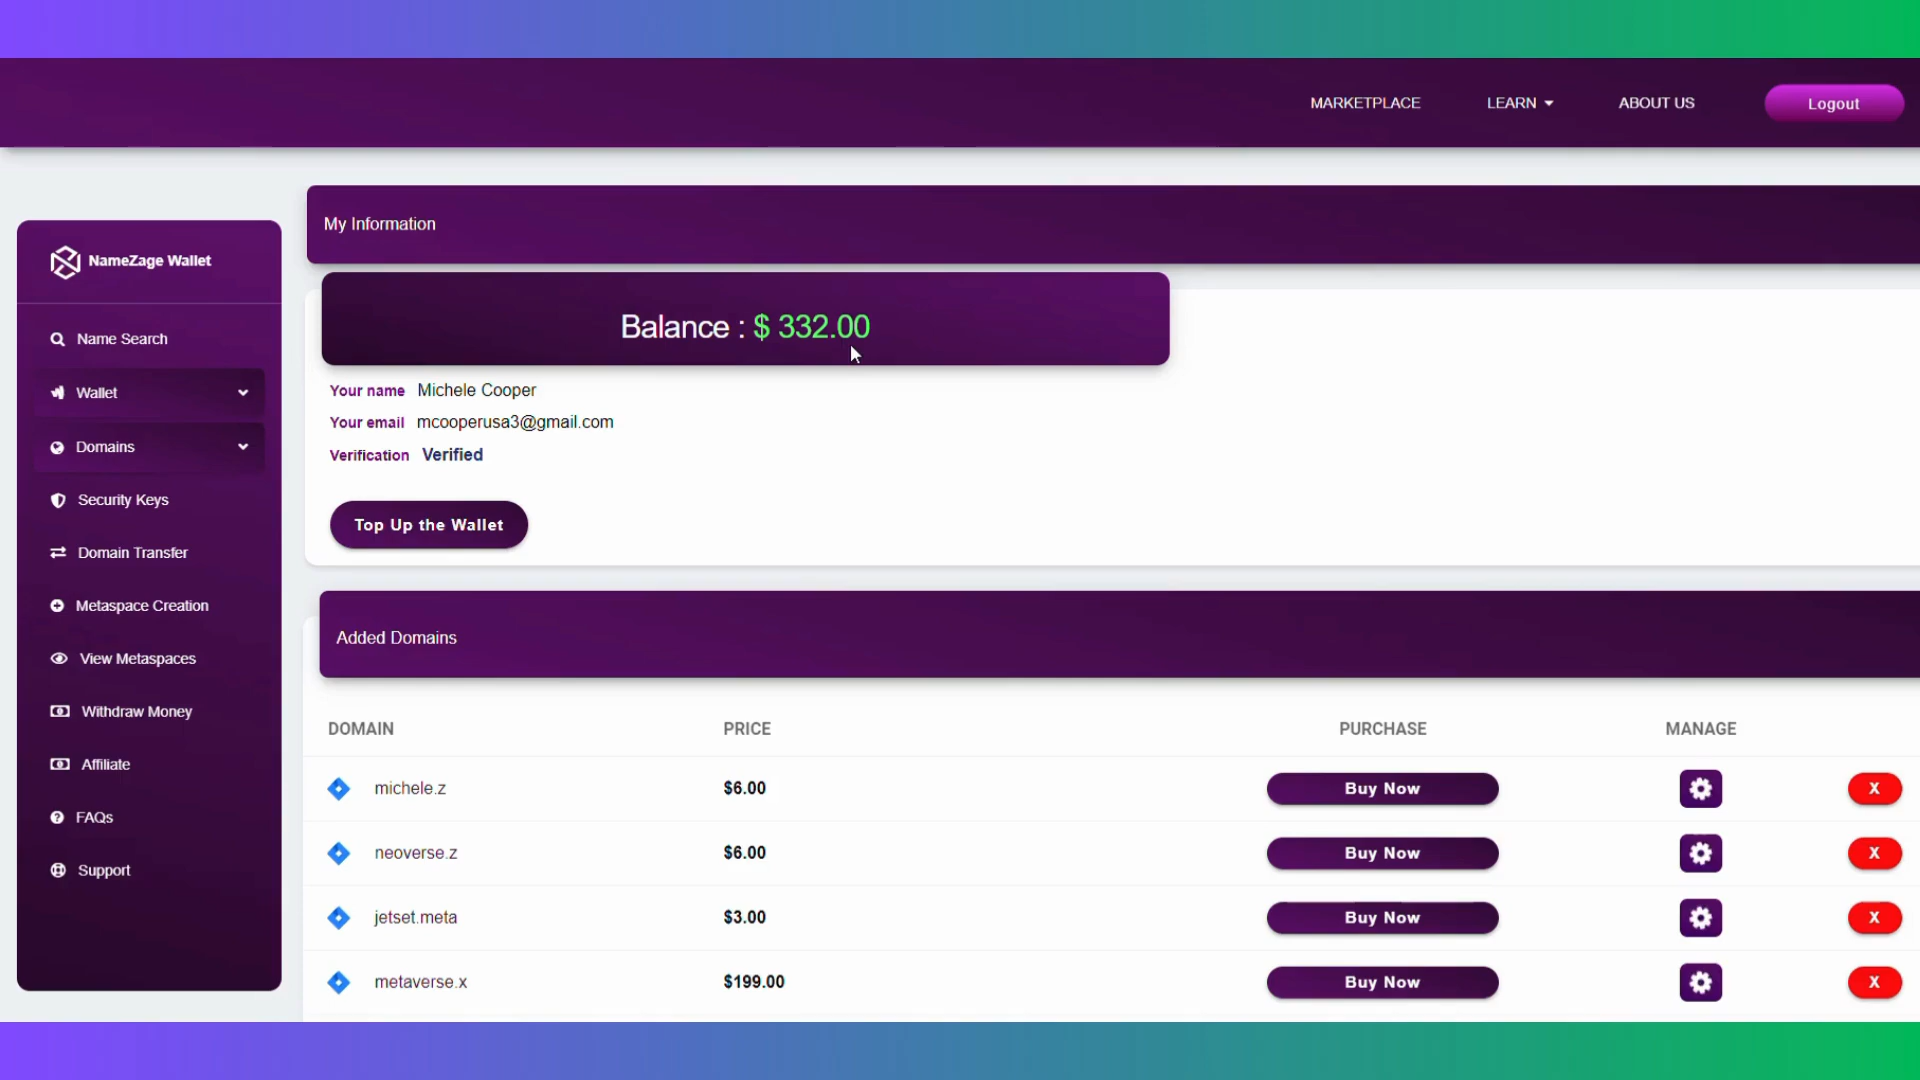 MARKETPLACE LEARN ABOUT US Logout
My Information
NameZage Wallet
Balance : $ 332.00
Name Search
Wallet
Domains
Security Keys
Domain Transfer
Metaspace Creation
View Metaspaces
Withdraw Money
Affiliate
FAQs
Support
Your name Michele Cooper
Your email mcooperusa3@gmail.com
Verification Verified
Top Up the Wallet
Added Domains
DOMAIN PRICE PURCHASE MANAGE
michele.z $6.00 Buy Now X
neoverse.z $6.00 Buy Now X
jetset.meta $3.00 Buy Now X
metaverse.x $199.00 Buy Now X